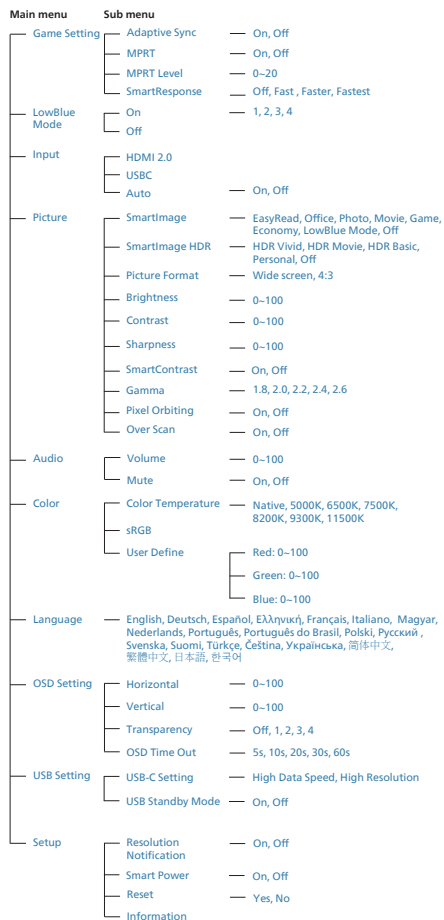 Main menu Sub menu
Game Setting Adaptive Sync On, Off
MPRT On, Off
MPRT Level 0~20
SmartResponse Off, Fast , Faster, Fastest
LowBlue On 1, 2, 3, 4
Mode
Off
Input HDMI 2.0
USBC
Auto On, Off
Picture SmartImage EasyRead, Office, Photo, Movie, Game,
Economy, LowBlue Mode, Off
SmartImage HDR HDR Vivid, HDR Movie, HDR Basic,
Personal, Off
Picture Format Wide screen, 4:3
Brightness 0~100
Contrast 0~100
Sharpness 0~100
SmartContrast On, Off
Gamma 1.8, 2.0, 2.2, 2.4, 2.6
Pixel Orbiting On, Off
Over Scan On, Off
Audio Volume 0~100
Mute On, Off
Color Color Temperature Native, 5000K, 6500K, 7500K,
8200K, 9300K, 11500K
sRGB
User Define Red: 0~100
Green: 0~100
Blue: 0~100
Language English, Deutsch, Español, Ελληνική, Français, Italiano, Magyar,
Nederlands, Português, Português do Brasil, Polski, Русский ,
Svenska, Suomi, Türkçe, Čeština, Українська, 简体中文,
繁體中文, 日本語, 한국어
OSD Setting Horizontal 0~100
Vertical 0~100
Transparency Off, 1, 2, 3, 4
OSD Time Out 5s, 10s, 20s, 30s, 60s
USB Setting USB-C Setting High Data Speed, High Resolution
USB Standby Mode On, Off
Setup Resolution On, Off
Notification
Smart Power On, Off
Reset Yes, No
Information